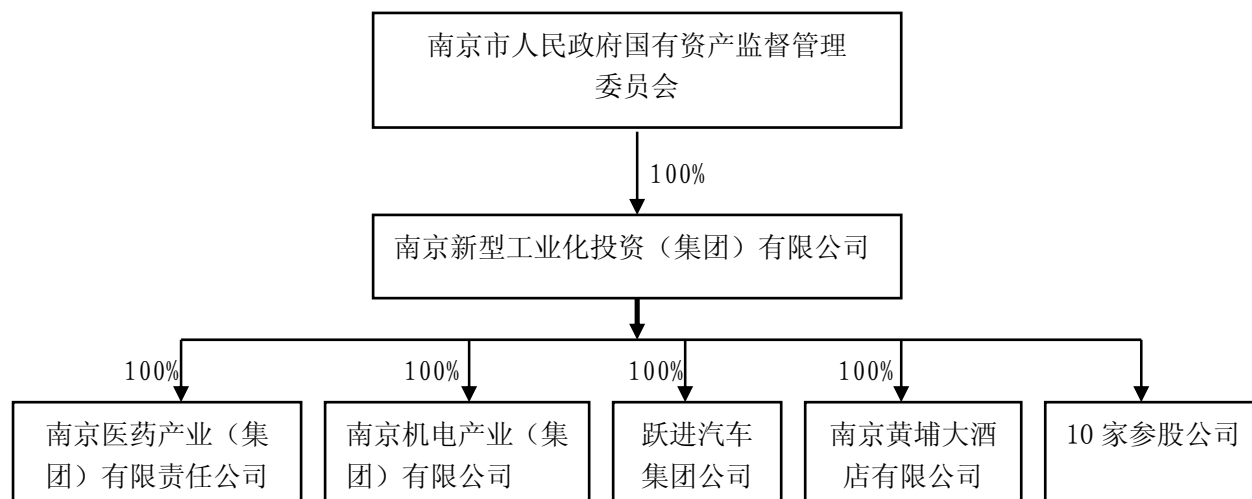 南京市人民政府国有资产监督管理
委员会
100%
南京新型工业化投资（集团）有限公司
100%
100%
100%
100%
南京医药产业（集
团）有限责任公司
南京机电产业（集
团）有限公司
跃进汽车
集团公司
南京黄埔大酒
店有限公司
10 家参股公司